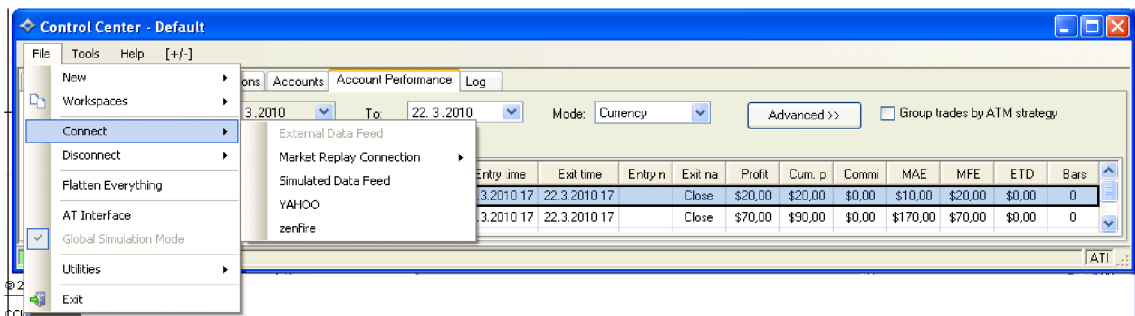 Control Center - Default
File Tools Help [+/-]
New
Workspaces
Connect
Disconnect
Flatten Everything
AT Interface
Global Simulation Mode
Utilities
Exit
External Data Feed
Market Replay Connection
Simulated Data Feed
YAHOO
zenfire
ons Accounts Account Performance Log
3.2010 To: 22. 3.2010 Mode: Currency Advanced >> Group trades by ATM strategy
Entry time Exit time Entry n Exit na Profit Cum. p Commi MAE MFE ETD Bars
.3.2010 17 22.3.2010 17 Close $20,00 $20,00 $0,00 $10,00 $20,00 $0,00 0
.3.2010 17 22.3.2010 17 Close $70,00 $90,00 $0,00 $170,00 $70,00 $0,00 0
ATI
© 2